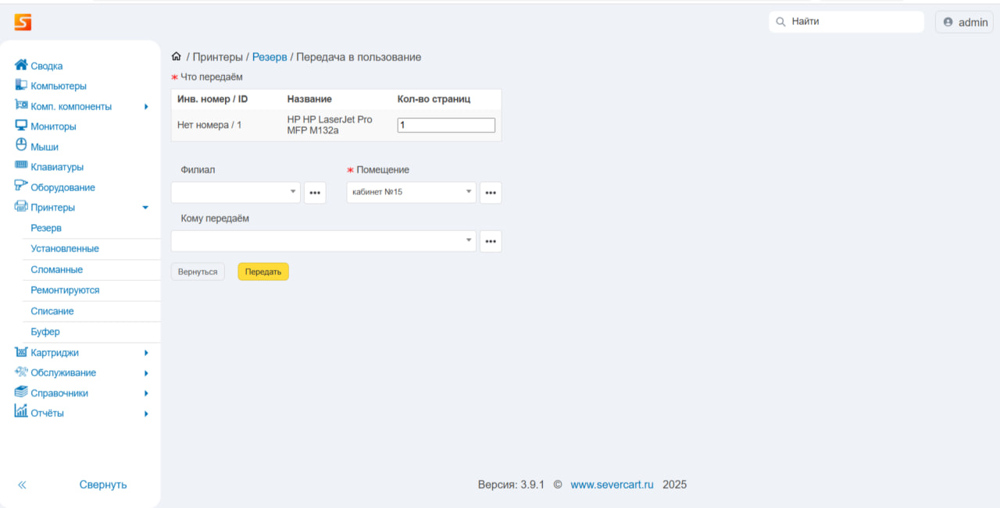 Найти
admin
Сводка
Компьютеры
Комп. компоненты
Мониторы
Мыши
Клавиатуры
Оборудование
Принтеры
Резерв
Установленные
Сломанные
Ремонтируются
Списание
Буфер
Картриджи
Обслуживание
Справочники
Отчёты
« Свернуть
/ Принтеры / Резерв / Передача в пользование
* Что передаём
Инв. номер / ID Название Кол-во страниц
Нет номера / 1 HP HP LaserJet Pro 1
MFP M132a
Филиал * Помещение
••• кабинет №15 •••
Кому передаём
•••
Вернуться Передать
Версия: 3.9.1 © www.severcart.ru 2025